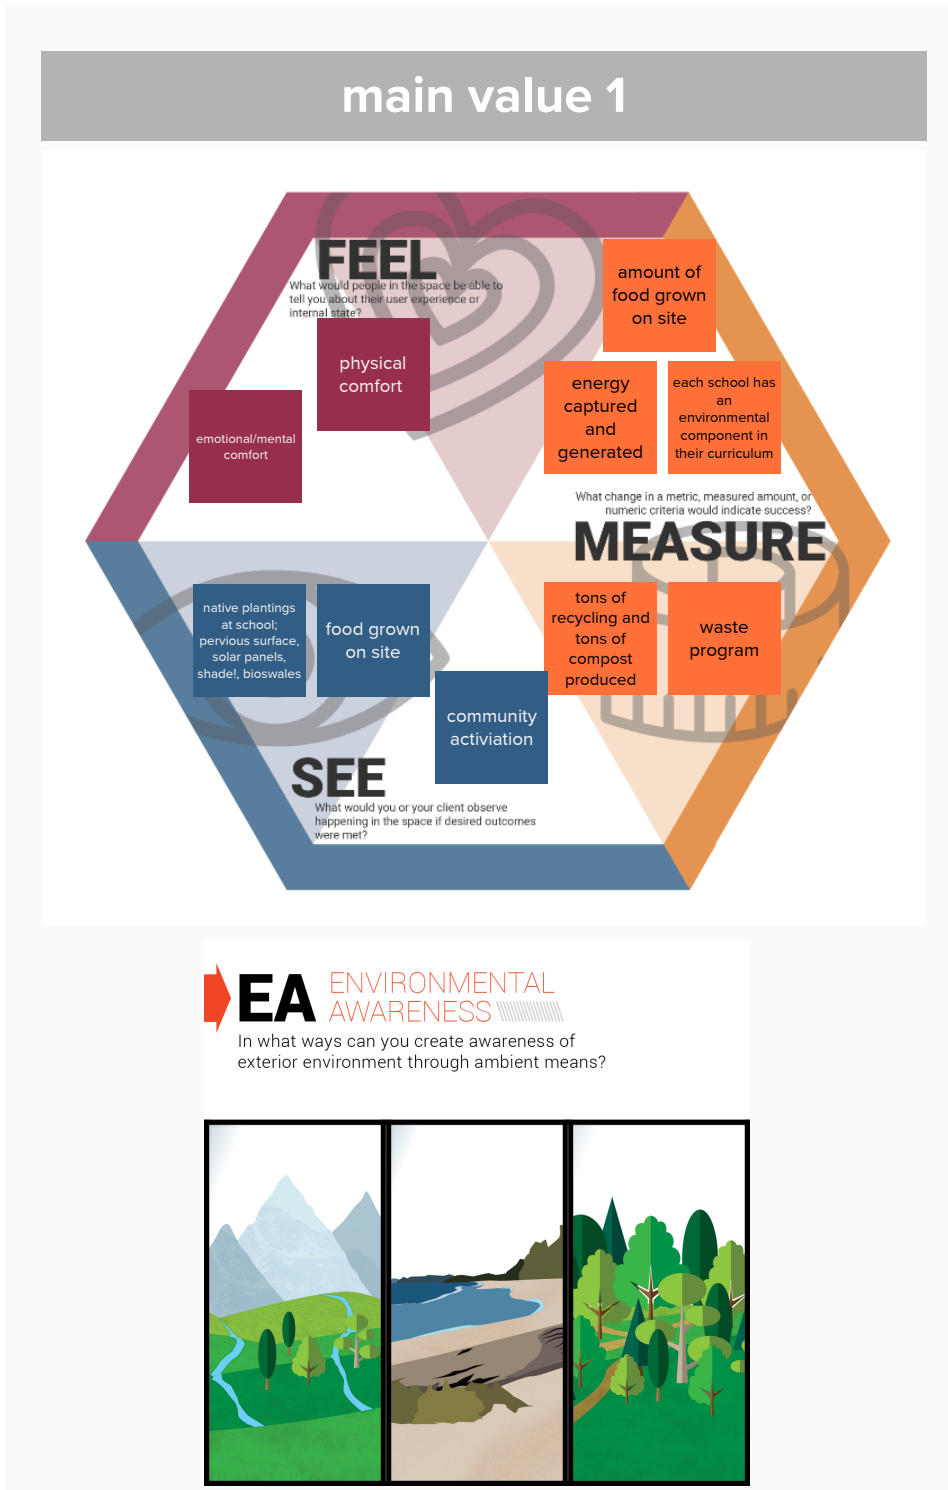 main value 1
FEEL
What would people in the space be able to
tell you about their user experience or
internal state?
physical
comfort
emotional/mental
comfort
amount of
food grown
on site
energy
captured
and
generated
each school has
an
environmental
component in
their curriculum
What change in a metric, measured amount, or
numeric criteria would indicate success?
MEASURE
tons of
recycling and
tons of
compost
produced
waste
program
native plantings
at school;
pervious surface,
solar panels,
shade!, bioswales
food grown
on site
community
activiation
SEE
What would you or your client observe
happening in the space if desired outcomes
were met?
EA ENVIRONMENTAL
AWARENESS
In what ways can you create awareness of
exterior environment through ambient means?